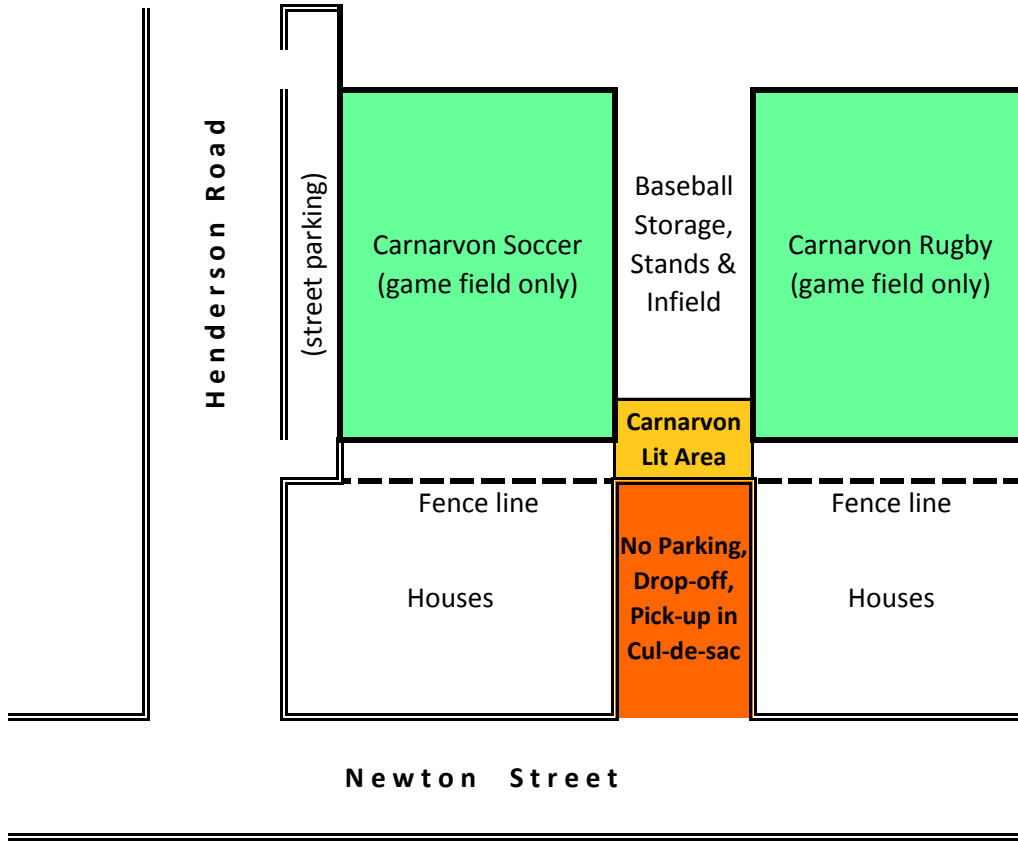 Henderson Road
(street parking)
Carnarvon Soccer
(game field only)
Baseball
Storage,
Stands &
Infield
Carnarvon Rugby
(game field only)
Carnarvon
Lit Area
Fence line
Fence line
Houses
No Parking,
Drop-off,
Pick-up in
Cul-de-sac
Houses
Newton Street